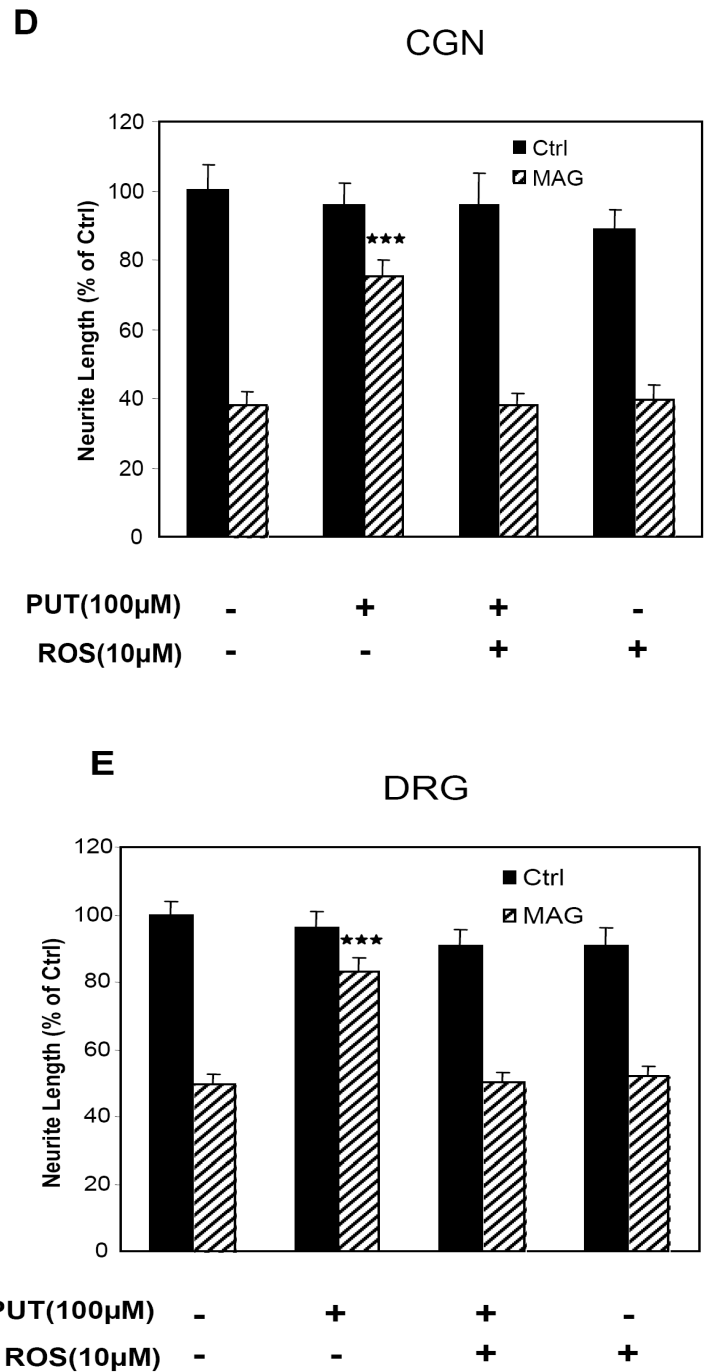 D
CGN
120
100
80
60
40
20
0
Neurite Length (% of Ctrl)
Ctrl
MAG
★★★
PUT(100µM) - + + -
ROS(10µM) - - + +
E
DRG
120
100
80
60
40
20
0
Neurite Length (% of Ctrl)
Ctrl
MAG
★★★
PUT(100µM) - + + -
ROS(10µM) - - + +